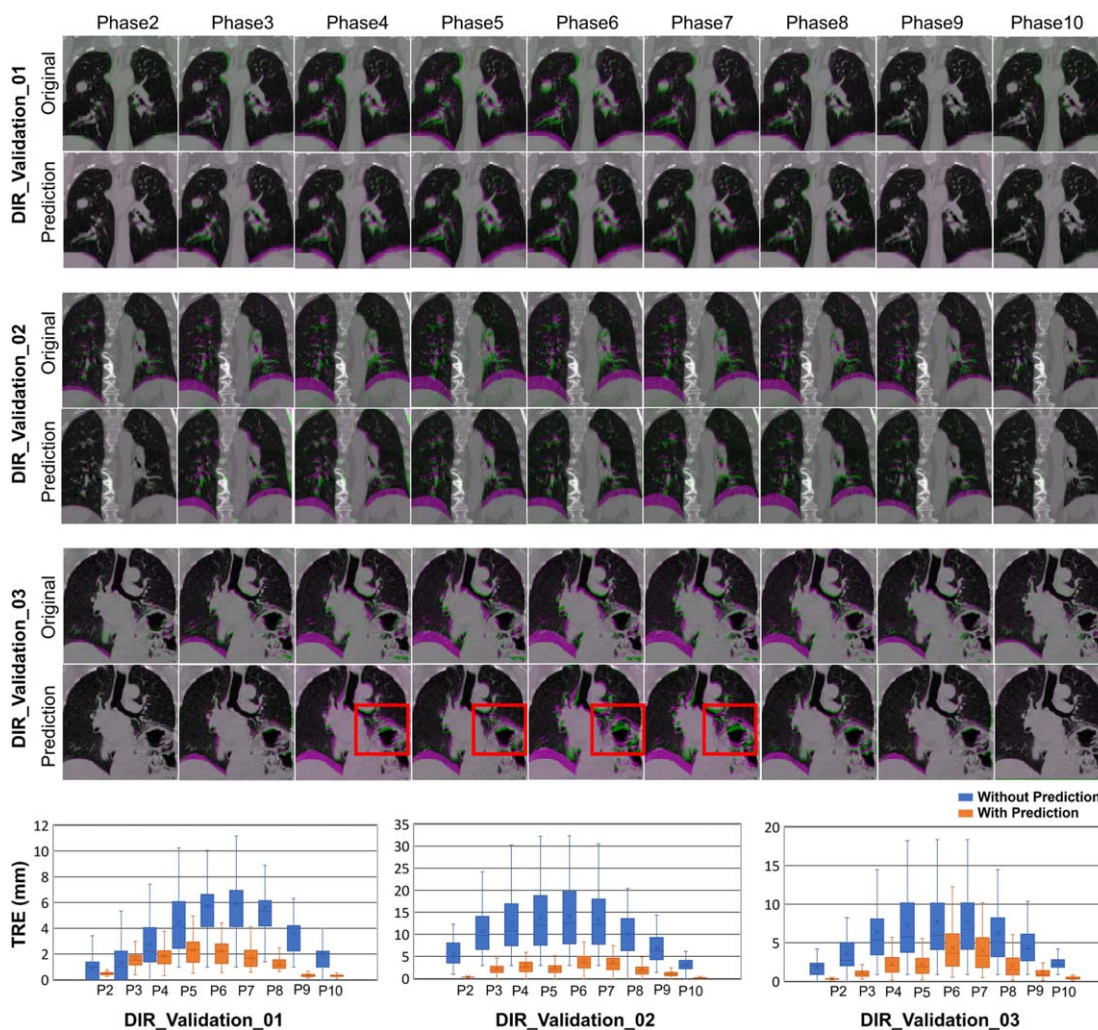 Phase2 Phase3 Phase4 Phase5 Phase6 Phase7 Phase8 Phase9 Phase10
DIR_Validation_01
Original
Prediction
DIR_Validation_02
Original
Prediction
DIR_Validation_03
Original
Prediction
Without Prediction
With Prediction
TRE (mm)
12
10
8
6
4
2
0
P2 P3 P4 P5 P6 P7 P8 P9 P10
DIR_Validation_01
35
30
25
20
15
10
5
0
P2 P3 P4 P5 P6 P7 P8 P9 P10
DIR_Validation_02
20
15
10
5
0
P2 P3 P4 P5 P6 P7 P8 P9 P10
DIR_Validation_03